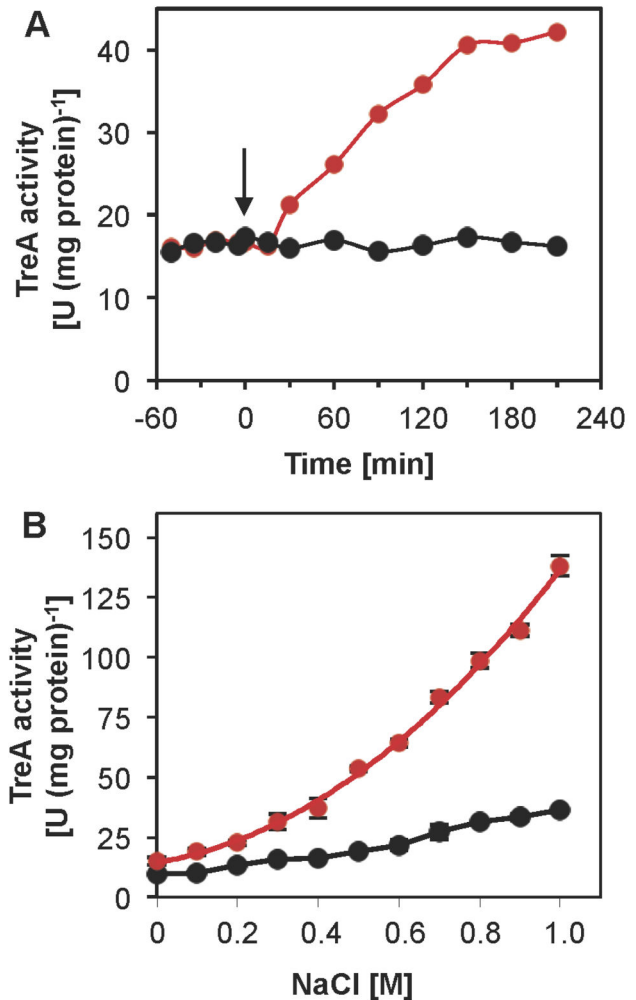 A
TreA activity
[U (mg protein)-1]
40
30
20
10
0
-60 0 60 120 180 240
Time [min]
B
TreA activity
[U (mg protein)-1]
150
125
100
75
50
25
0
0 0.2 0.4 0.6 0.8 1.0
NaCl [M]